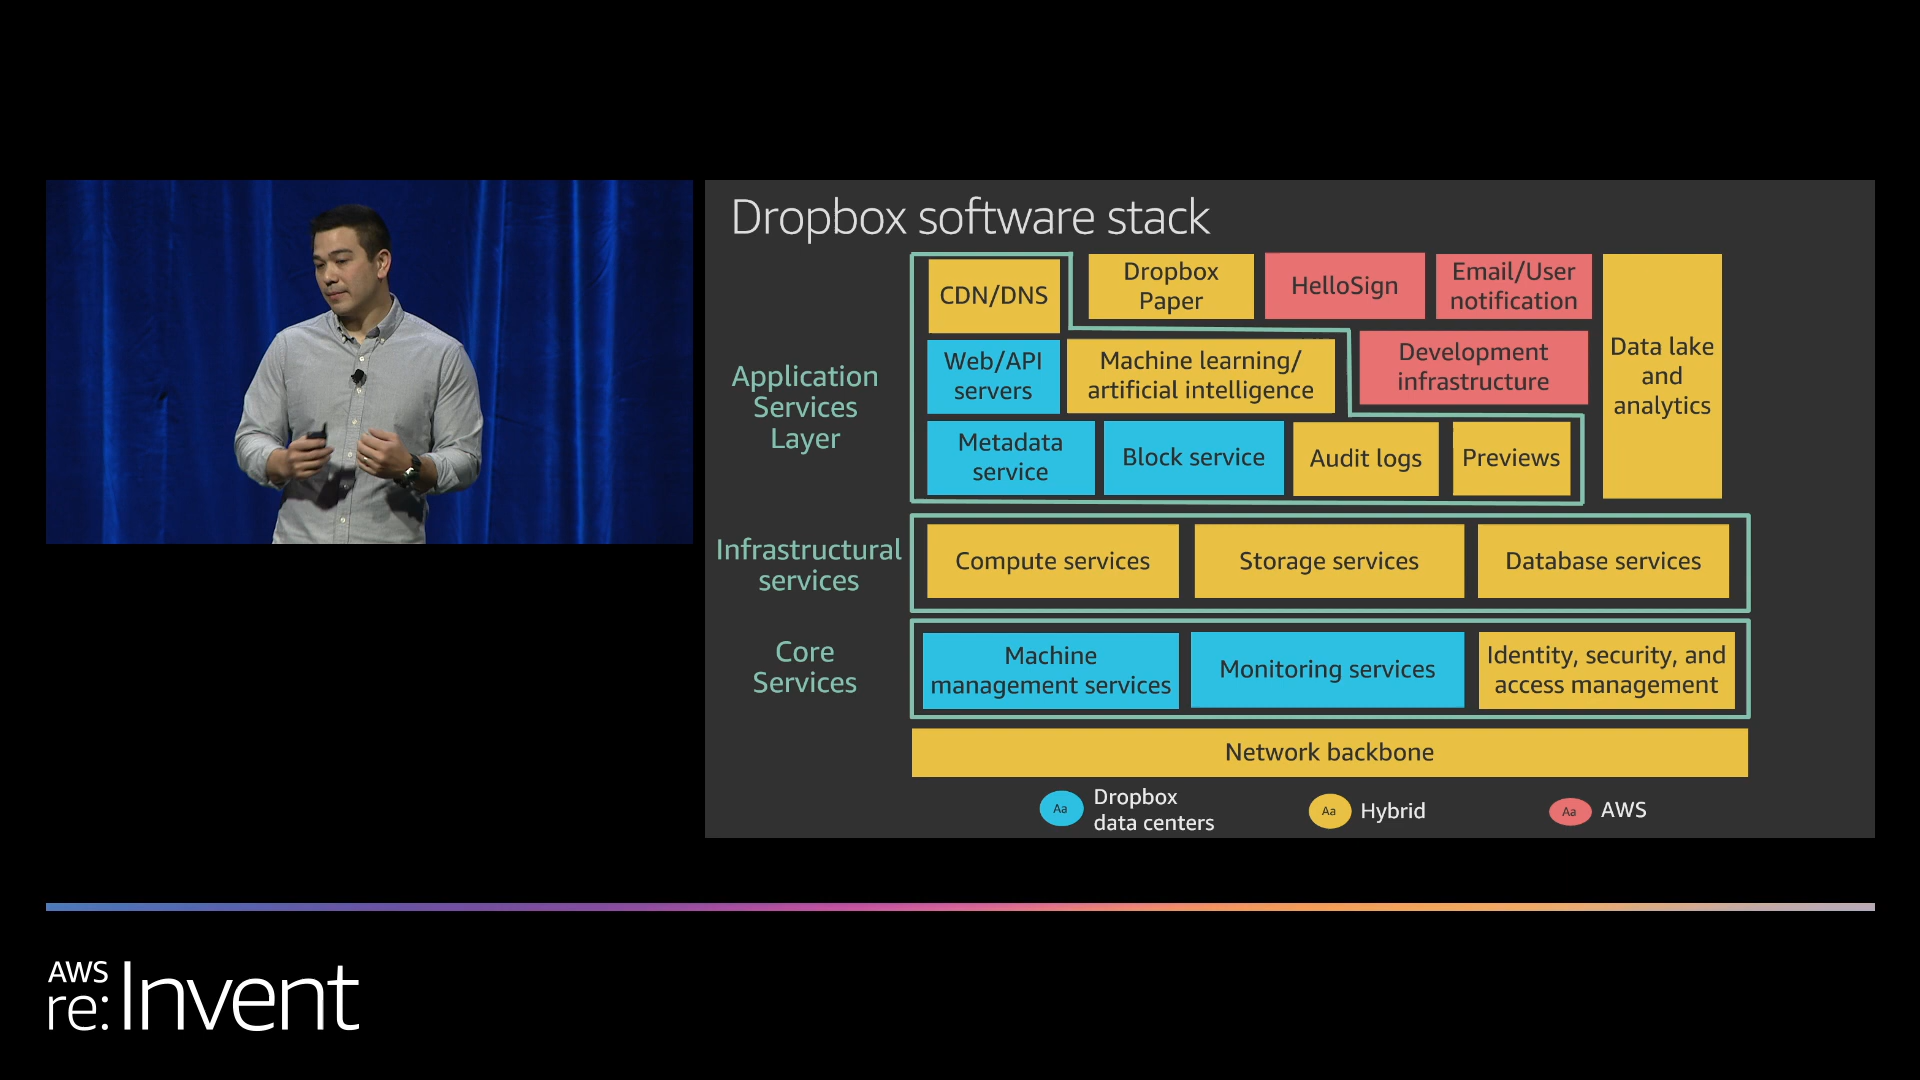 Dropbox software stack
CDN/DNS
Dropbox
Paper
HelloSign
Email/User
notification
Data lake
and
analytics
Application
Services
Layer
Web/API
servers
Machine learning/
artificial intelligence
Development
infrastructure
Metadata
service
Block service
Audit logs
Previews
Infrastructural
services
Compute services
Storage services
Database services
Core
Services
Machine
management services
Monitoring services
Identity, security, and
access management
Network backbone
Aa
Dropbox
data centers
Aa
Hybrid
Aa
AWS
AWS
re:Invent